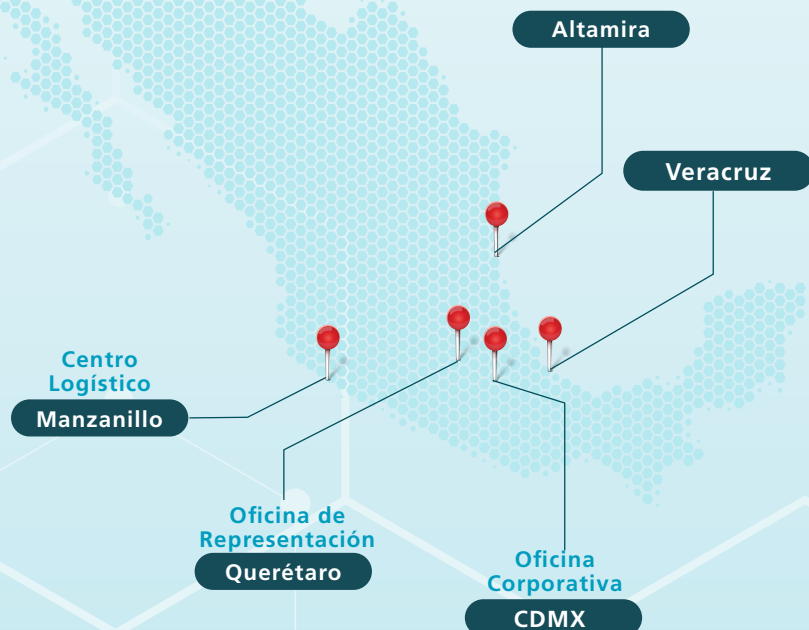 Altamira
Veracruz
Centro
Logístico
Manzanillo
Oficina de
Representación
Querétaro
Oficina
Corporativa
CDMX